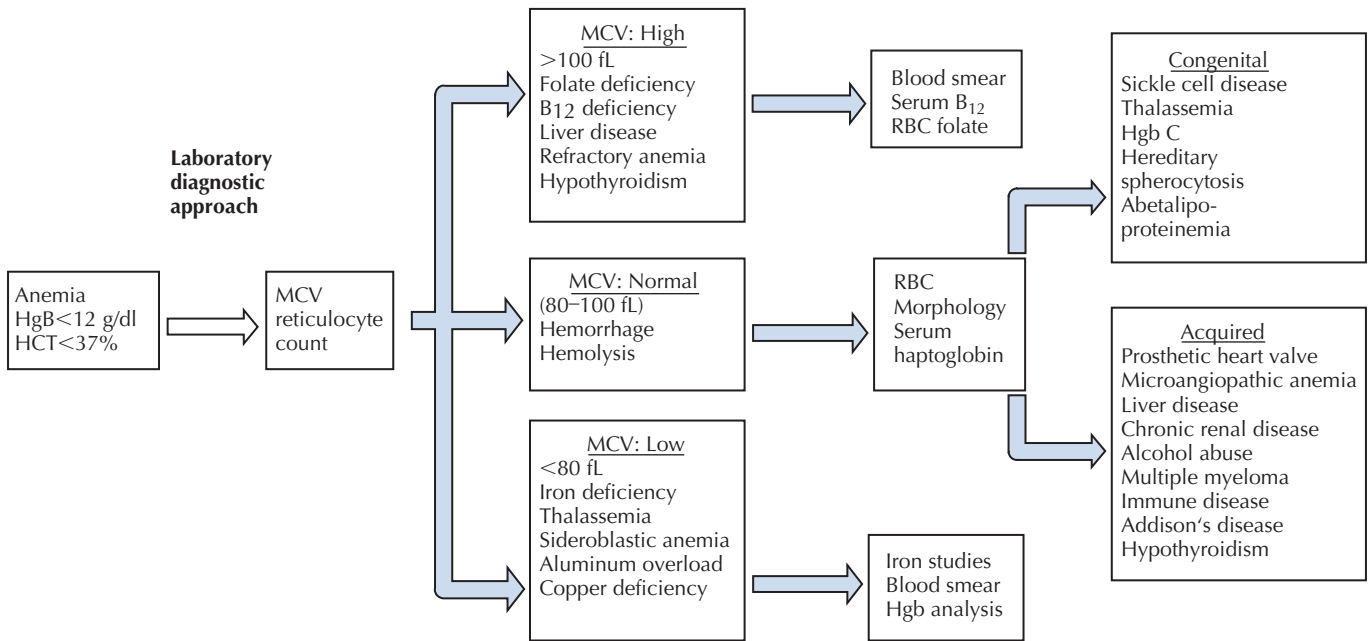 Laboratory
diagnostic
approach
Anemia
HgB<12 g/dl
HCT<37%
MCV
reticulocyte
count
MCV: High
>100 fL
Folate deficiency
B12 deficiency
Liver disease
Refractory anemia
Hypothyroidism
MCV: Normal
(80–100 fL)
Hemorrhage
Hemolysis
MCV: Low
<80 fL
Iron deficiency
Thalassemia
Sideroblastic anemia
Aluminum overload
Copper deficiency
Blood smear
Serum B12
RBC folate
RBC
Morphology
Serum
haptoglobin
Iron studies
Blood smear
Hgb analysis
Congenital
Sickle cell disease
Thalassemia
Hgb C
Hereditary
spherocytosis
Abetalipo-
proteinemia
Acquired
Prosthetic heart valve
Microangiopathic anemia
Liver disease
Chronic renal disease
Alcohol abuse
Multiple myeloma
Immune disease
Addison‘s disease
Hypothyroidism